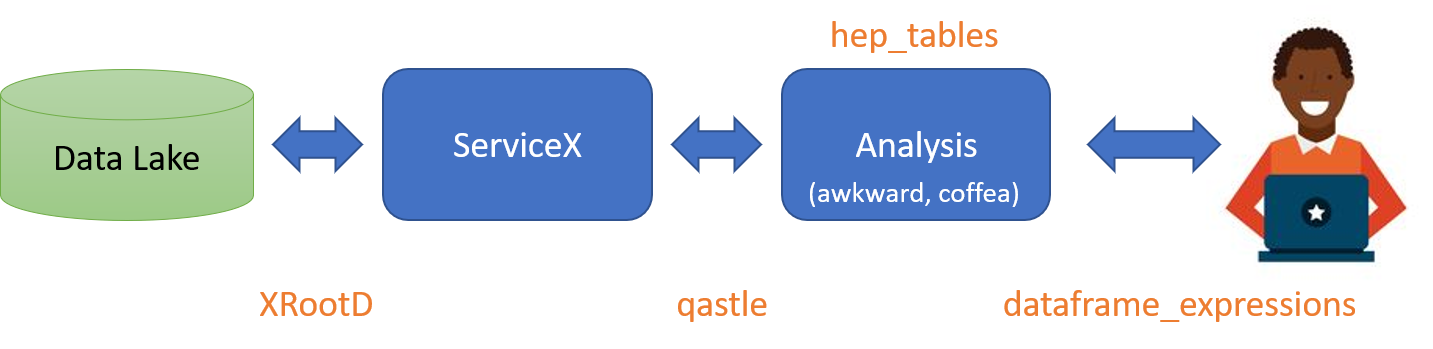 hep_tables
Data Lake
ServiceX
Analysis
(awkward, coffea)
XRootD
qastle
dataframe_expressions